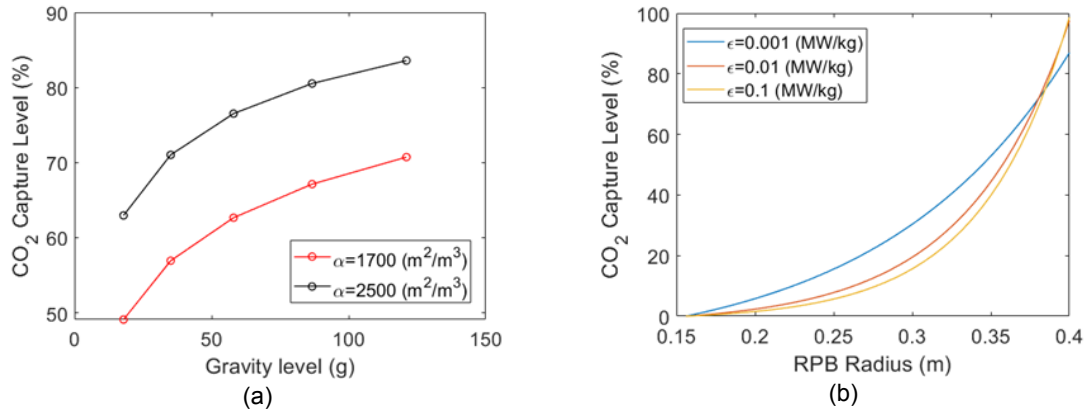 90
80
70
60
50
CO2 Capture Level (%)
0
50
100
150
Gravity level (g)
α=1700 (m²/m³)
α=2500 (m²/m³)
(a)
100
80
60
40
20
0
CO2 Capture Level (%)
0.15
0.2
0.25
0.3
0.35
0.4
RPB Radius (m)
ϵ=0.001 (MW/kg)
ϵ=0.01 (MW/kg)
ϵ=0.1 (MW/kg)
(b)